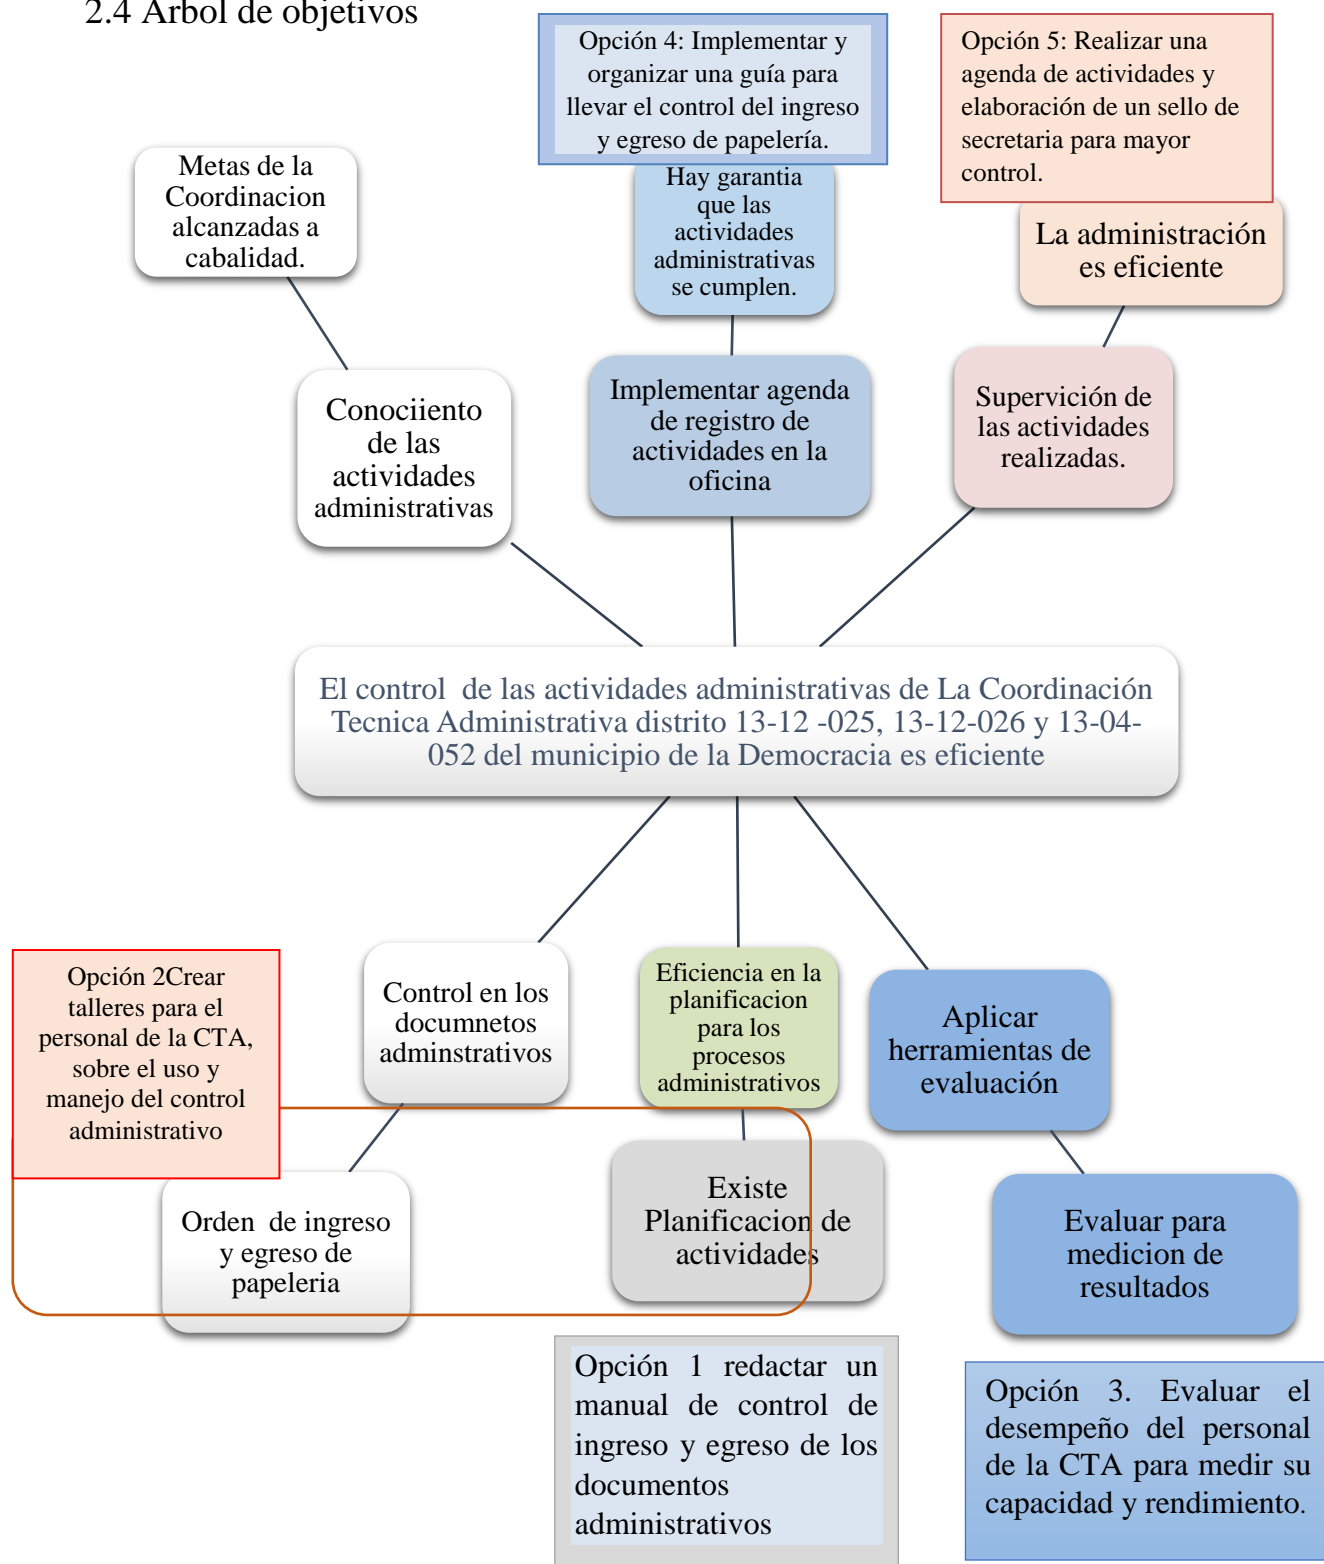 2.4 Árbol de objetivos
Opción 4: Implementar y
organizar una guía para
llevar el control del ingreso
y egreso de papelería.
Opción 5: Realizar una
agenda de actividades y
elaboración de un sello de
secretaria para mayor
control.
Metas de la
Coordinacion
alcanzadas a
cabalidad.
Hay garantia
que las
actividades
administrativas
se cumplen.
La administración
es eficiente
Conociiento
de las
actividades
administrativas
Implementar agenda
de registro de
actividades en la
oficina
Supervición de
las actividades
realizadas.
El control  de las actividades administrativas de La Coordinación
Tecnica Administrativa distrito 13-12 -025, 13-12-026 y 13-04-
052 del municipio de la Democracia es eficiente
Opción 2Crear
talleres para el
personal de la CTA,
sobre el uso y
manejo del control
administrativo
Control en los
documnetos
adminstrativos
Eficiencia en la
planificacion
para los
procesos
administrativos
Aplicar
herramientas de
evaluación
Orden  de ingreso
y egreso de
papeleria
Existe
Planificacion de
actividades
Evaluar para
medicion de
resultados
Opción 1 redactar un
manual de control de
ingreso y egreso de los
documentos
administrativos
Opción 3. Evaluar el
desempeño del personal
de la CTA para medir su
capacidad y rendimiento.